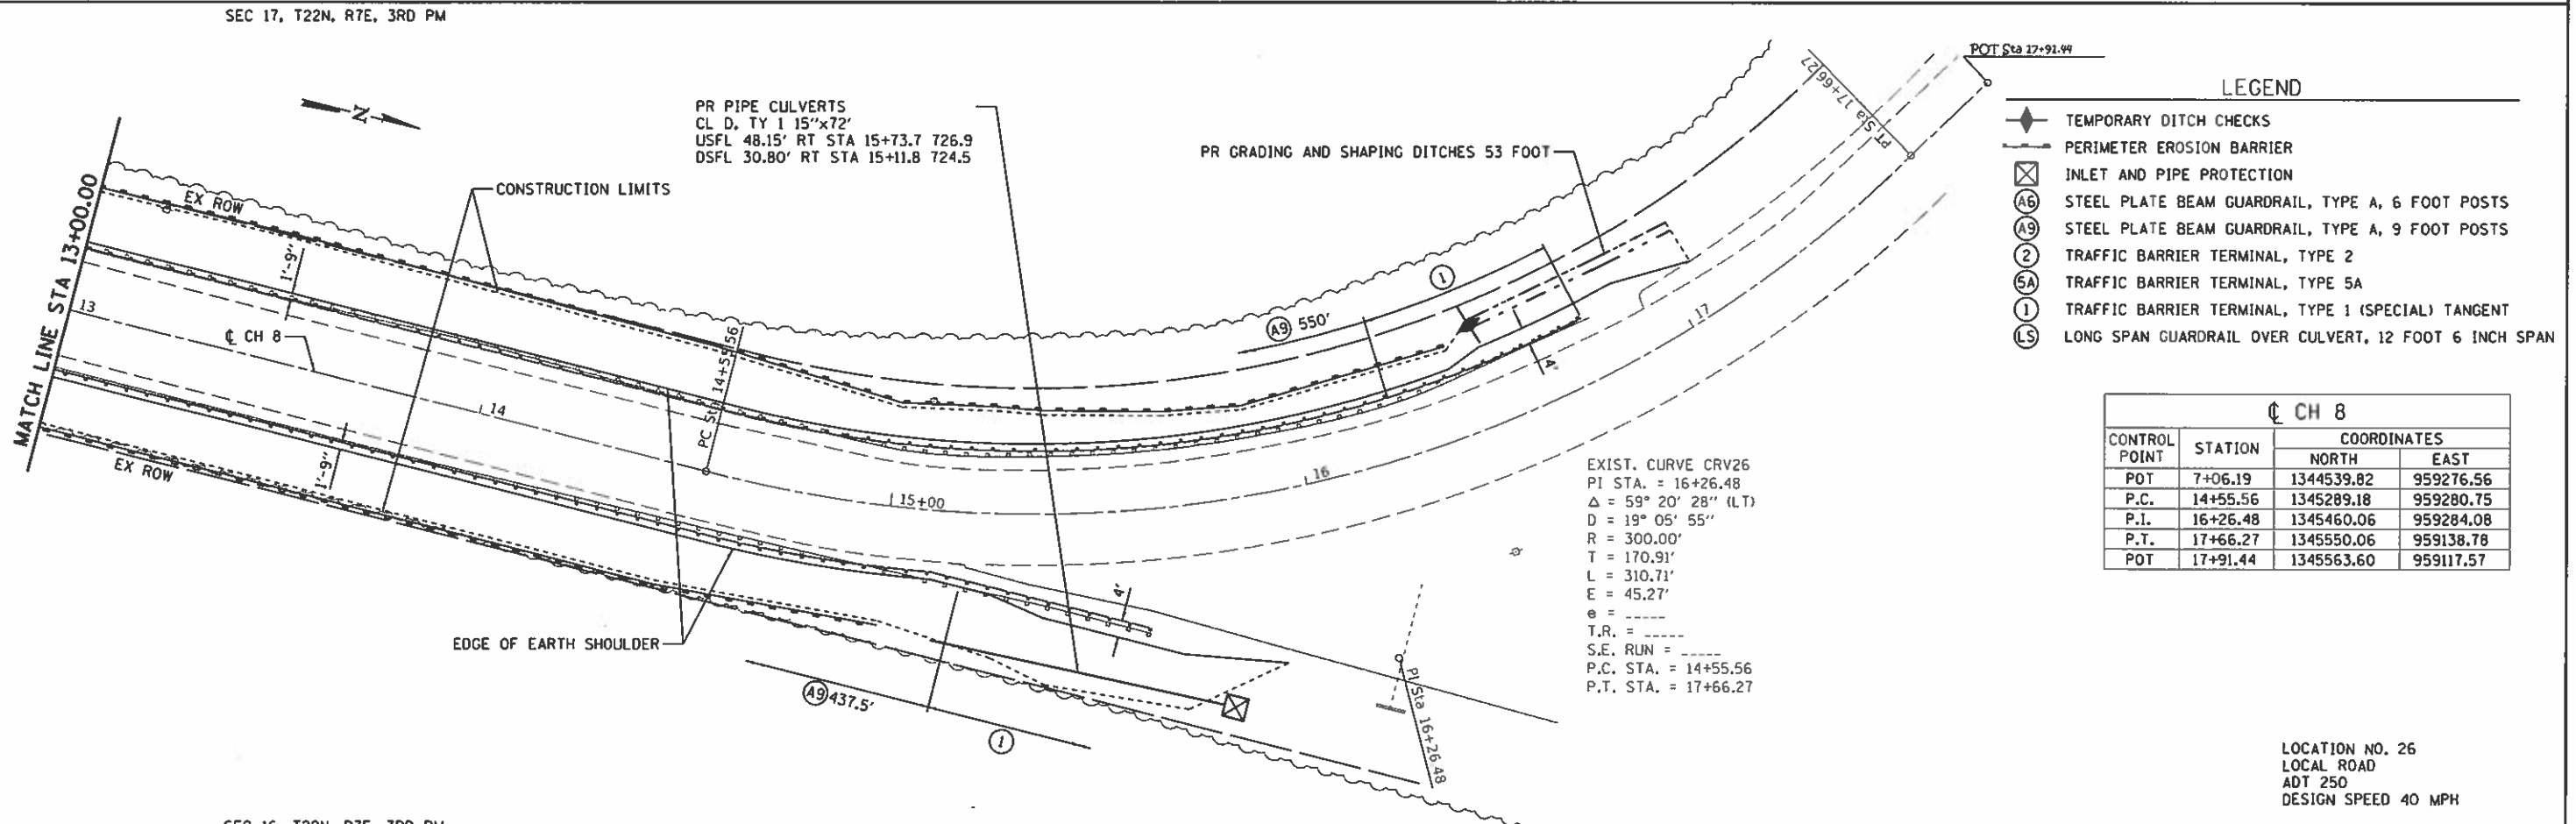 SEC 17, T22N, R7E, 3RD PM
N
PR PIPE CULVERTS
CL D, TY 1 15"x72'
USFL 48.15' RT STA 15+73.7 726.9
DSFL 30.80' RT STA 15+11.8 724.5
CONSTRUCTION LIMITS
PR GRADING AND SHAPING DITCHES 53 FOOT
POT Sta 17+91.44
PT Sta 17+66.27
MATCH LINE STA 13+00.00
EX ROW
1'-9"
13
℄ CH 8
14
PC Sta 14+55.56
15+00
16
17
A9 550'
1
4'
EX ROW
1'-9"
EDGE OF EARTH SHOULDER
4'
A9 437.5'
1
PI Sta 16+26.48
EXIST. CURVE CRV26
PI STA. = 16+26.48
Δ = 59° 20' 28" (LT)
D = 19° 05' 55"
R = 300.00'
T = 170.91'
L = 310.71'
E = 45.27'
e = -----
T.R. = -----
S.E. RUN = -----
P.C. STA. = 14+55.56
P.T. STA. = 17+66.27
LEGEND
TEMPORARY DITCH CHECKS
PERIMETER EROSION BARRIER
INLET AND PIPE PROTECTION
A6 STEEL PLATE BEAM GUARDRAIL, TYPE A, 6 FOOT POSTS
A9 STEEL PLATE BEAM GUARDRAIL, TYPE A, 9 FOOT POSTS
2 TRAFFIC BARRIER TERMINAL, TYPE 2
5A TRAFFIC BARRIER TERMINAL, TYPE 5A
1 TRAFFIC BARRIER TERMINAL, TYPE 1 (SPECIAL) TANGENT
LS LONG SPAN GUARDRAIL OVER CULVERT, 12 FOOT 6 INCH SPAN
℄ CH 8
CONTROL POINT STATION COORDINATES
NORTH EAST
POT 7+06.19 1344539.82 959276.56
P.C. 14+55.56 1345289.18 959280.75
P.I. 16+26.48 1345460.06 959284.08
P.T. 17+66.27 1345550.06 959138.78
POT 17+91.44 1345563.60 959117.57
LOCATION NO. 26
LOCAL ROAD
ADT 250
DESIGN SPEED 40 MPH
SEC 16, T22N, R7E, 3RD PM